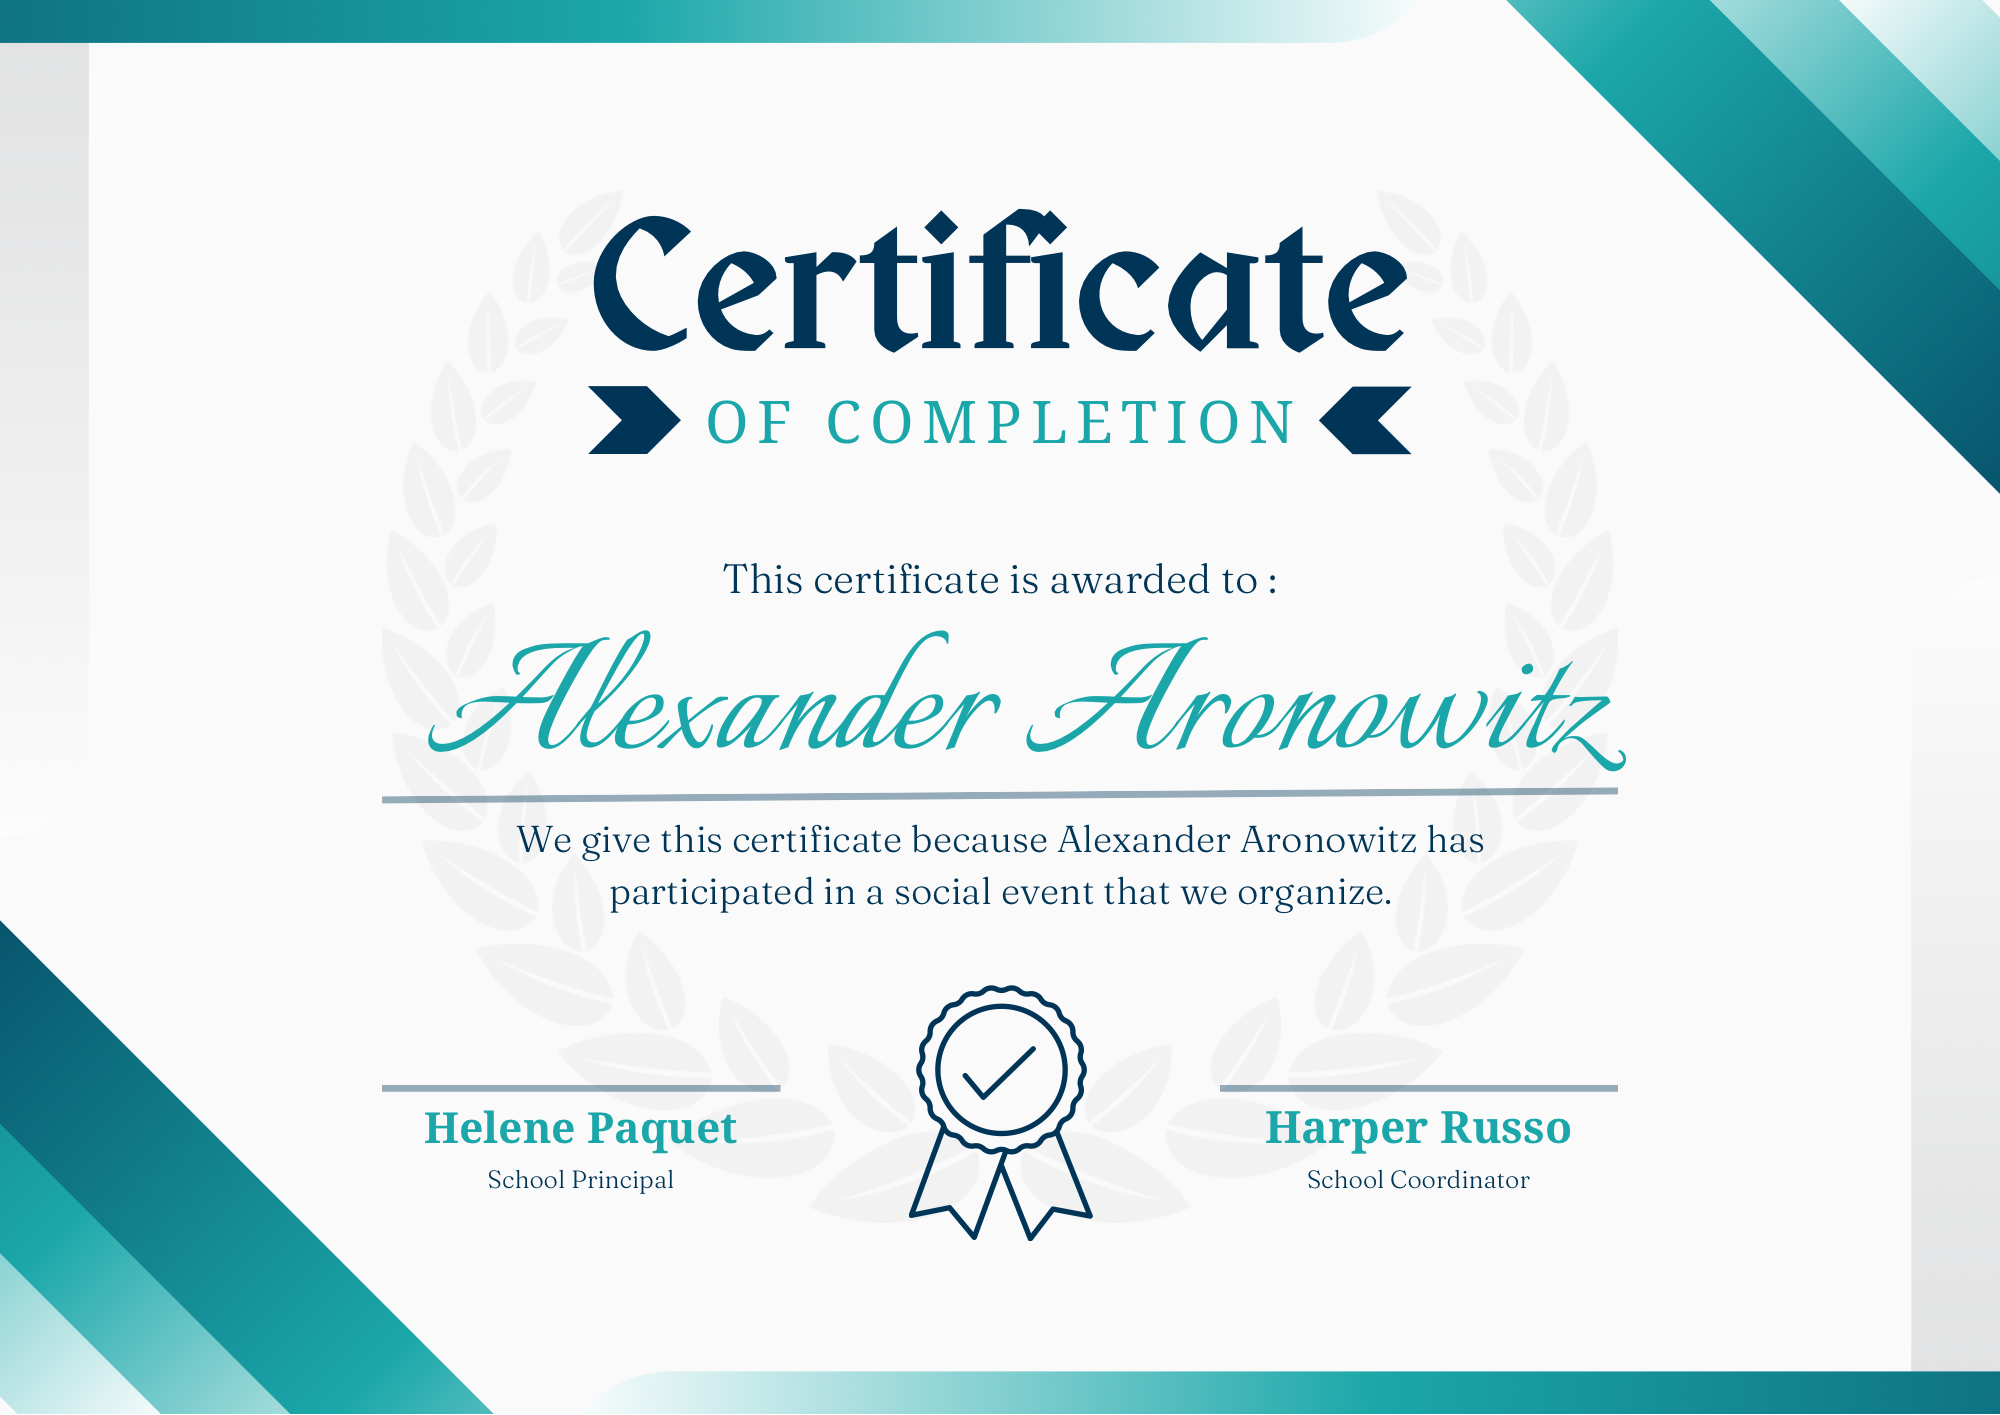 Certificate
OF COMPLETION
This certificate is awarded to :
Alexander Aronowitz
We give this certificate because Alexander Aronowitz has
participated in a social event that we organize.
Helene Paquet
School Principal
Harper Russo
School Coordinator